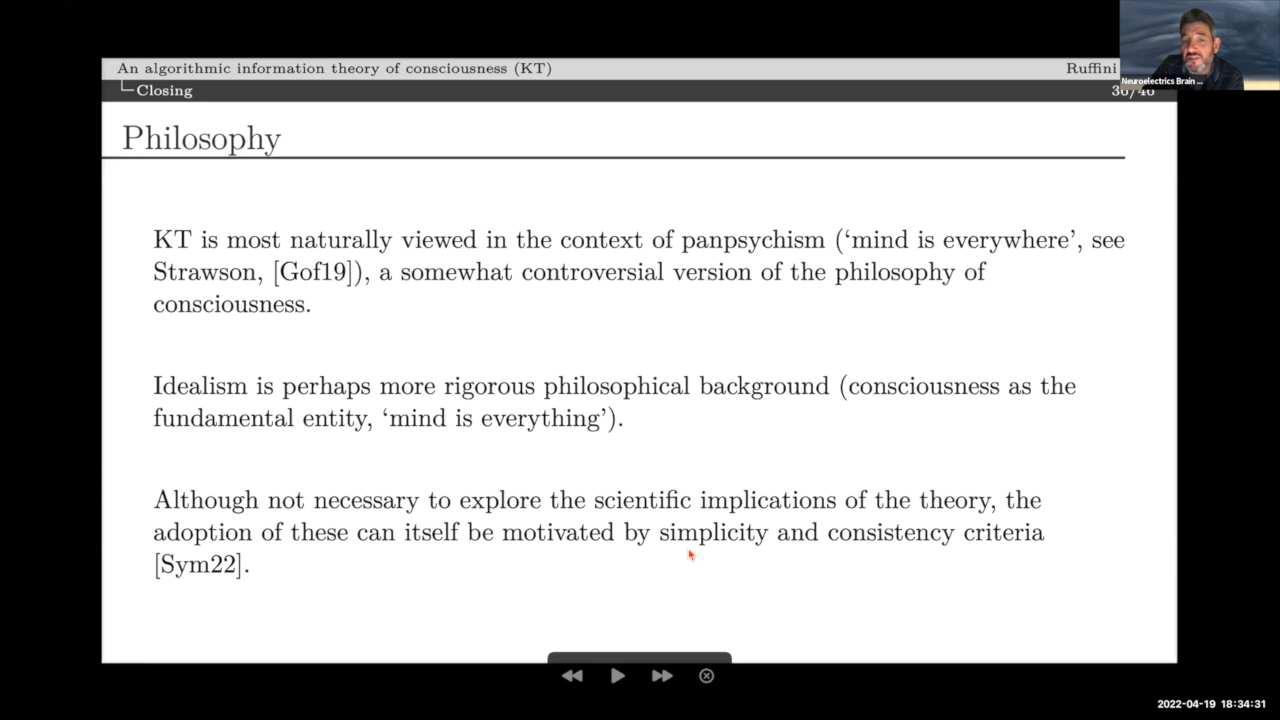 An algorithmic information theory of consciousness (KT)
Ruffini
Closing
36/46
Neuroelectrics Brain ...
Philosophy
KT is most naturally viewed in the context of panpsychism (‘mind is everywhere’, see
Strawson, [Gof19]), a somewhat controversial version of the philosophy of
consciousness.
Idealism is perhaps more rigorous philosophical background (consciousness as the
fundamental entity, ‘mind is everything’).
Although not necessary to explore the scientific implications of the theory, the
adoption of these can itself be motivated by simplicity and consistency criteria
[Sym22].
2022-04-19 18:34:31